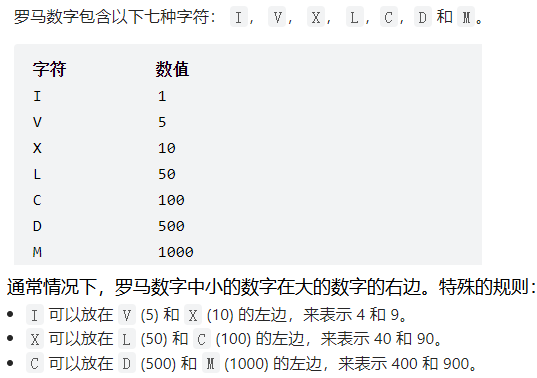 罗马数字包含以下七种字符： I， V， X， L，C，D 和 M。
字符 数值
I 1
V 5
X 10
L 50
C 100
D 500
M 1000
通常情况下，罗马数字中小的数字在大的数字的右边。特殊的规则：
• I 可以放在 V (5) 和 X (10) 的左边，来表示 4 和 9。
• X 可以放在 L (50) 和 C (100) 的左边，来表示 40 和 90。
• C 可以放在 D (500) 和 M (1000) 的左边，来表示 400 和 900。